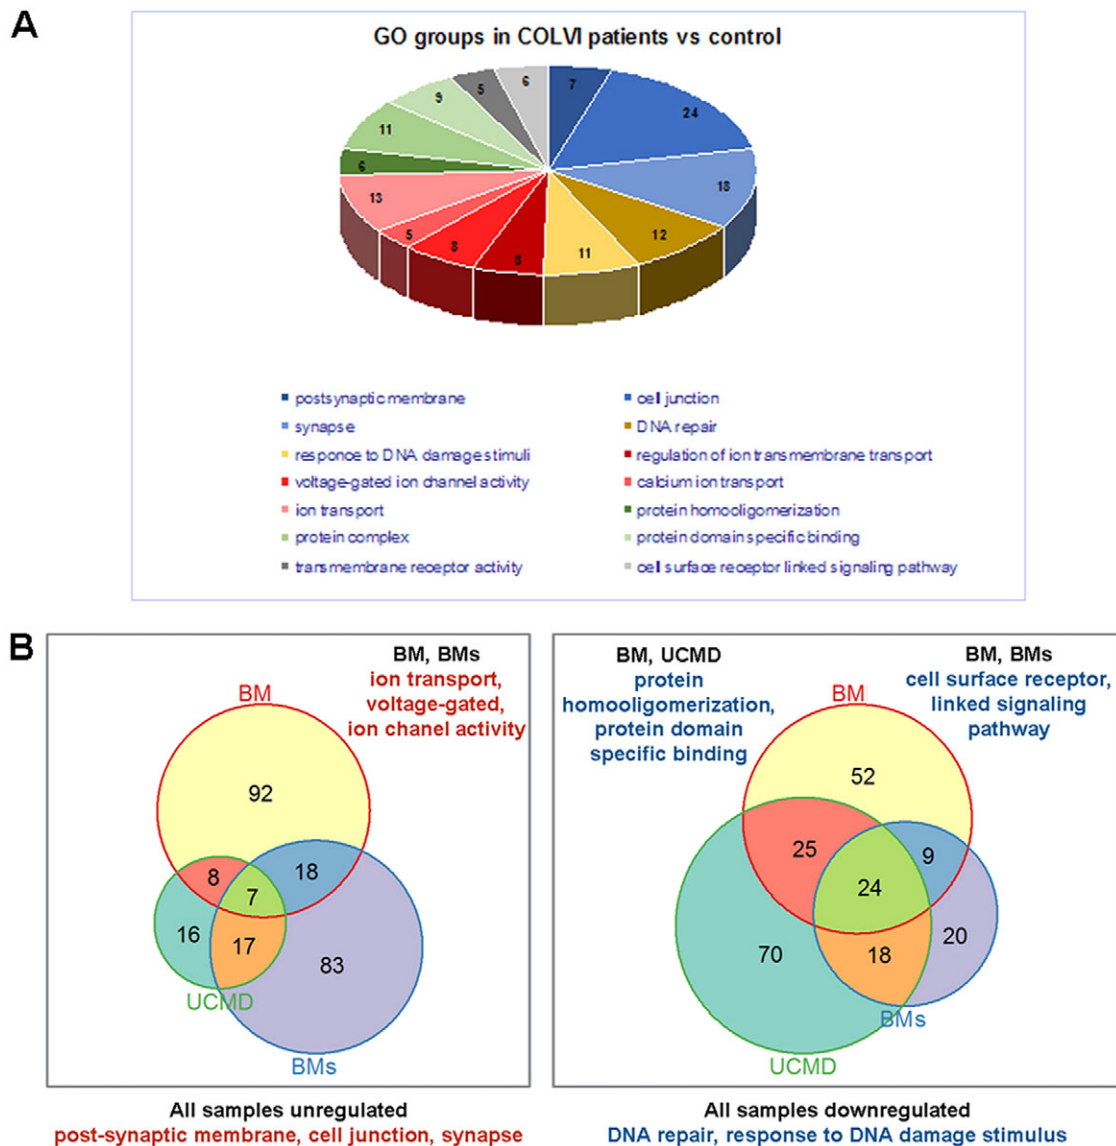 A
GO groups in COLVI patients vs control
6
7
5
9
24
11
18
6
13
12
5
8
8
11
postsynaptic membrane
cell junction
synapse
DNA repair
responce to DNA damage stimuli
regulation of ion transmembrane transport
voltage-gated ion channel activity
calcium ion transport
ion transport
protein homooligomerization
protein complex
protein domain specific binding
transmembrane receptor activity
cell surface receptor linked signaling pathway
B
BM, BMs
ion transport,
voltage-gated,
ion chanel activity
BM
92
8
7
18
16
17
83
UCMD
BMs
All samples unregulated
post-synaptic membrane, cell junction, synapse
BM, UCMD
protein
homooligomerization,
protein domain
specific binding
BM, BMs
cell surface receptor,
linked signaling
pathway
BM
52
25
9
24
70
18
20
BMs
UCMD
All samples downregulated
DNA repair, response to DNA damage stimulus